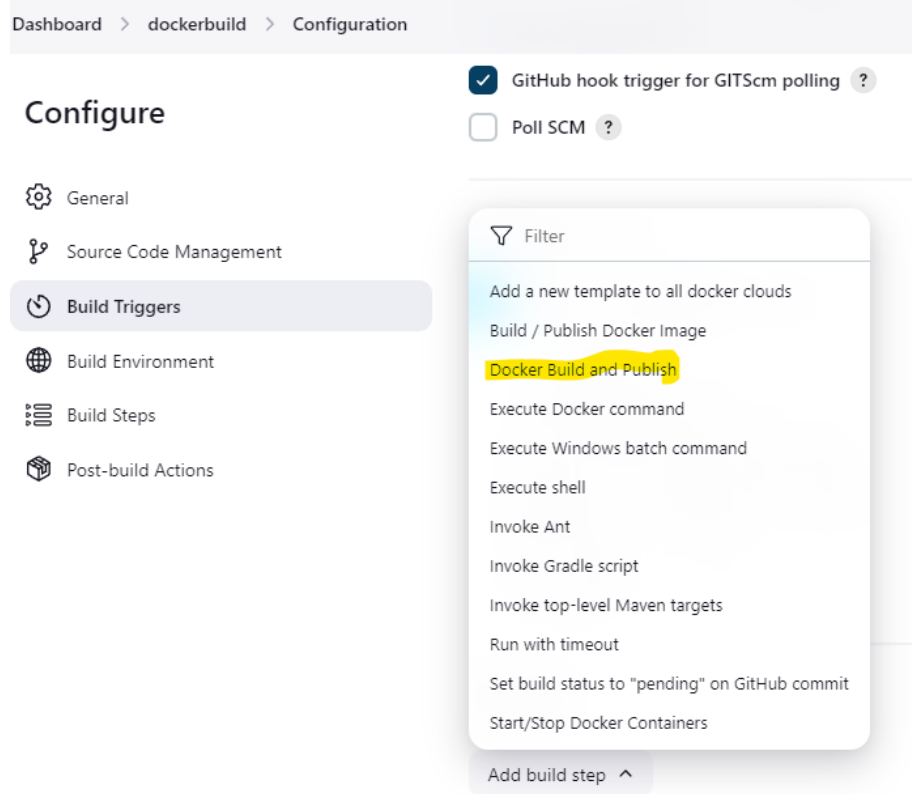 Dashboard > dockerbuild > Configuration
Configure
General
Source Code Management
Build Triggers
Build Environment
Build Steps
Post-build Actions
GitHub hook trigger for GITScm polling ?
Poll SCM ?
Filter
Add a new template to all docker clouds
Build / Publish Docker Image
Docker Build and Publish
Execute Docker command
Execute Windows batch command
Execute shell
Invoke Ant
Invoke Gradle script
Invoke top-level Maven targets
Run with timeout
Set build status to "pending" on GitHub commit
Start/Stop Docker Containers
Add build step